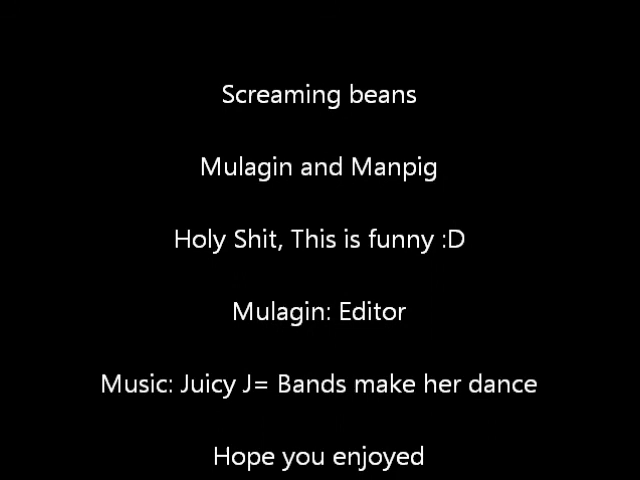 Screaming beans
Mulagin and Manpig
Holy Shit, This is funny :D
Mulagin: Editor
Music: Juicy J= Bands make her dance
Hope you enjoyed